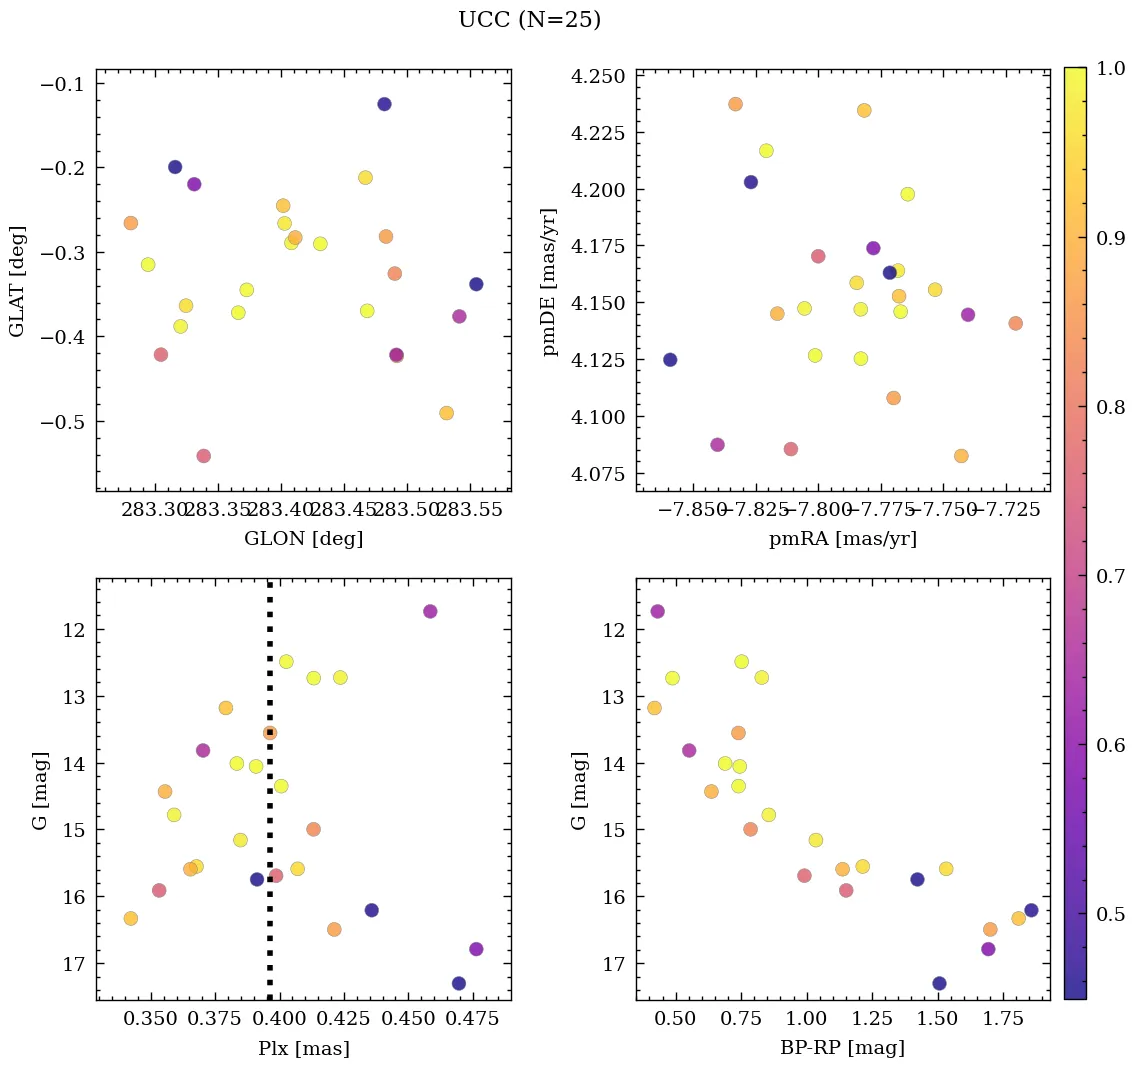 UCC (N=25)
−0.1
−0.2
−0.3
−0.4
−0.5
GLAT [deg]
283.30 283.35 283.40 283.45 283.50 283.55
GLON [deg]
4.250
4.225
4.200
4.175
4.150
4.125
4.100
4.075
pmDE [mas/yr]
−7.850 −7.825 −7.800 −7.775 −7.750 −7.725
pmRA [mas/yr]
12
13
14
15
16
17
G [mag]
0.350 0.375 0.400 0.425 0.450 0.475
Plx [mas]
12
13
14
15
16
17
G [mag]
0.50 0.75 1.00 1.25 1.50 1.75
BP-RP [mag]
1.0
0.9
0.8
0.7
0.6
0.5